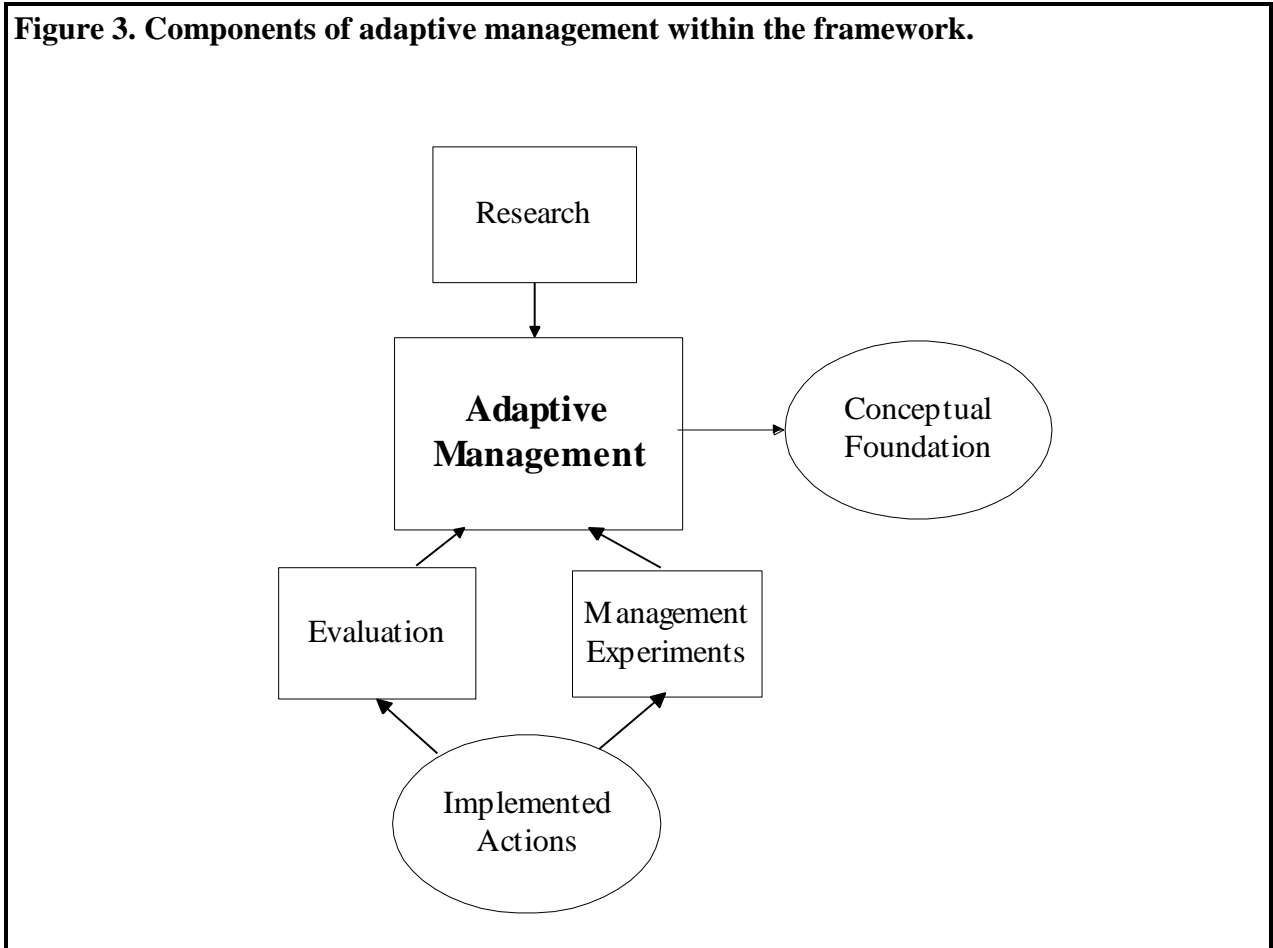 Figure 3. Components of adaptive management within the framework.
Research
Adaptive
Management
Conceptual
Foundation
Evaluation
Management
Experiments
Implemented
Actions